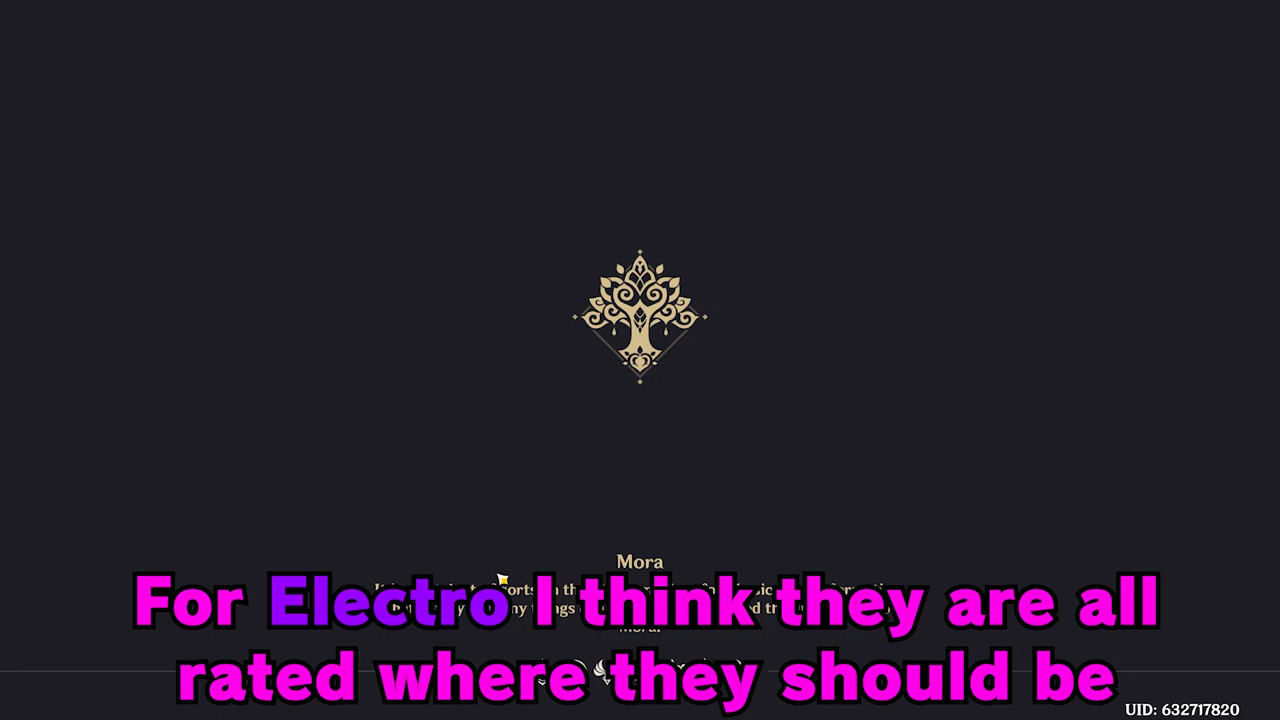 Mora
For Electro I think they are all
rated where they should be
UID: 632717820